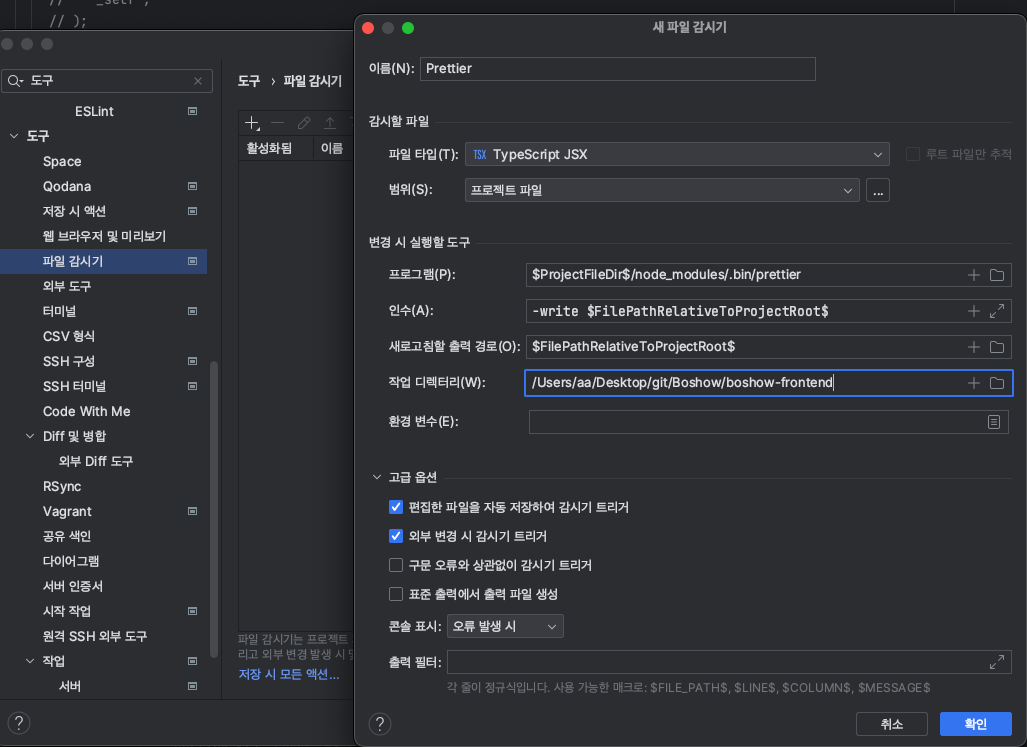 // "_self",
// );
새 파일 감시기
이름(N): Prettier
도구
도구 › 파일 감시기
ESLint
도구
Space
Qodana
저장 시 액션
웹 브라우저 및 미리보기
파일 감시기
외부 도구
터미널
CSV 형식
SSH 구성
SSH 터미널
Code With Me
Diff 및 병합
외부 Diff 도구
RSync
Vagrant
공유 색인
다이어그램
서버 인증서
시작 작업
원격 SSH 외부 도구
작업
서버
활성화됨 이름
파일 감시기는 프로젝트
리고 외부 변경 발생 시
저장 시 모든 액션...
감시할 파일
파일 타입(T): TSX TypeScript JSX 루트 파일만 추적
범위(S): 프로젝트 파일 ...
변경 시 실행할 도구
프로그램(P): $ProjectFileDir$/node_modules/.bin/prettier
인수(A): -write $FilePathRelativeToProjectRoot$
새로고침할 출력 경로(O): $FilePathRelativeToProjectRoot$
작업 디렉터리(W): /Users/aa/Desktop/git/Boshow/boshow-frontend
환경 변수(E):
고급 옵션
편집한 파일을 자동 저장하여 감시기 트리거
외부 변경 시 감시기 트리거
구문 오류와 상관없이 감시기 트리거
표준 출력에서 출력 파일 생성
콘솔 표시: 오류 발생 시
출력 필터:
각 줄이 정규식입니다. 사용 가능한 매크로: $FILE_PATH$, $LINE$, $COLUMN$, $MESSAGE$
? ? 취소 확인